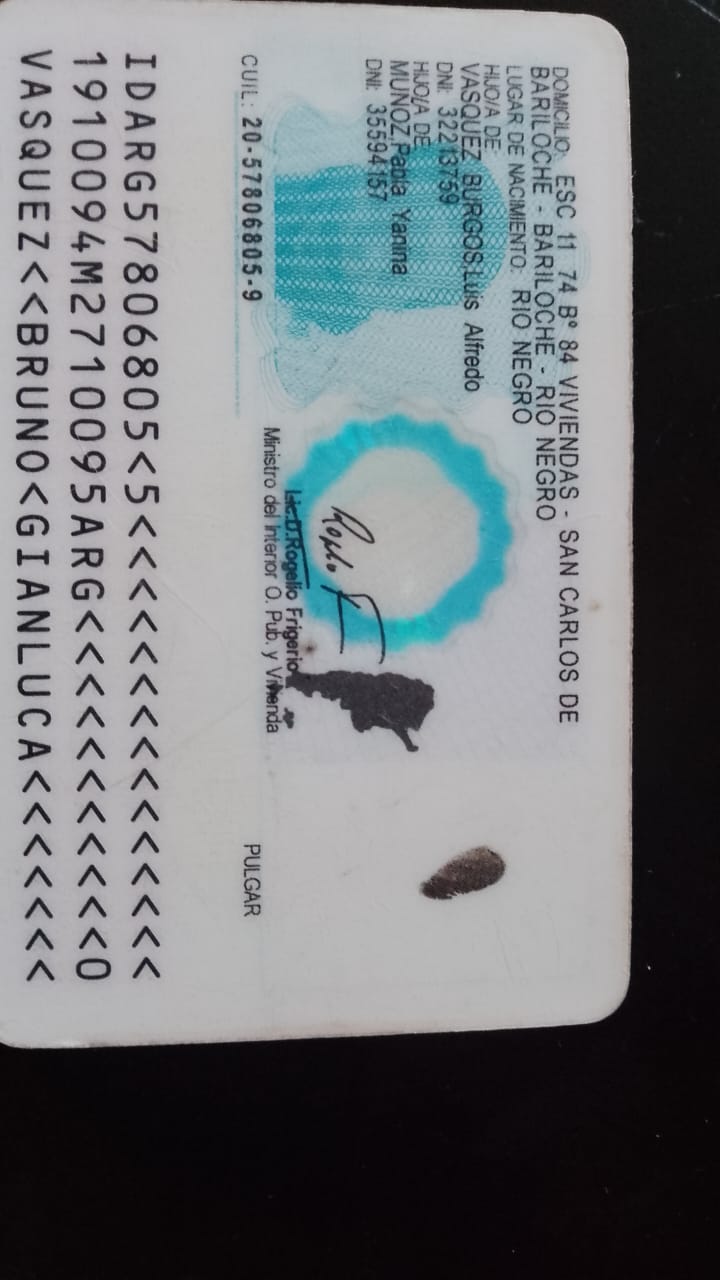 DOMICILIO: ESC 11 74 Bº 84 VIVIENDAS - SAN CARLOS DE
BARILOCHE - BARILOCHE - RIO NEGRO
LUGAR DE NACIMIENTO: RIO NEGRO
HIJO/A DE:
VASQUEZ BURGOS,Luis Alfredo
DNI: 32213759
HIJO/A DE:
MUÑOZ,Paola Yanina
DNI: 35594157
Lic.D.Rogelio Frigerio
Ministro del Interior O. Pub. y Vivienda
CUIL: 20-57806805-9
PULGAR
IDARG57806805<5<<<<<<<<<<<<<<<
1910094M2710095ARG<<<<<<<<<<<0
VASQUEZ<<BRUNO<GIANLUCA<<<<<<<